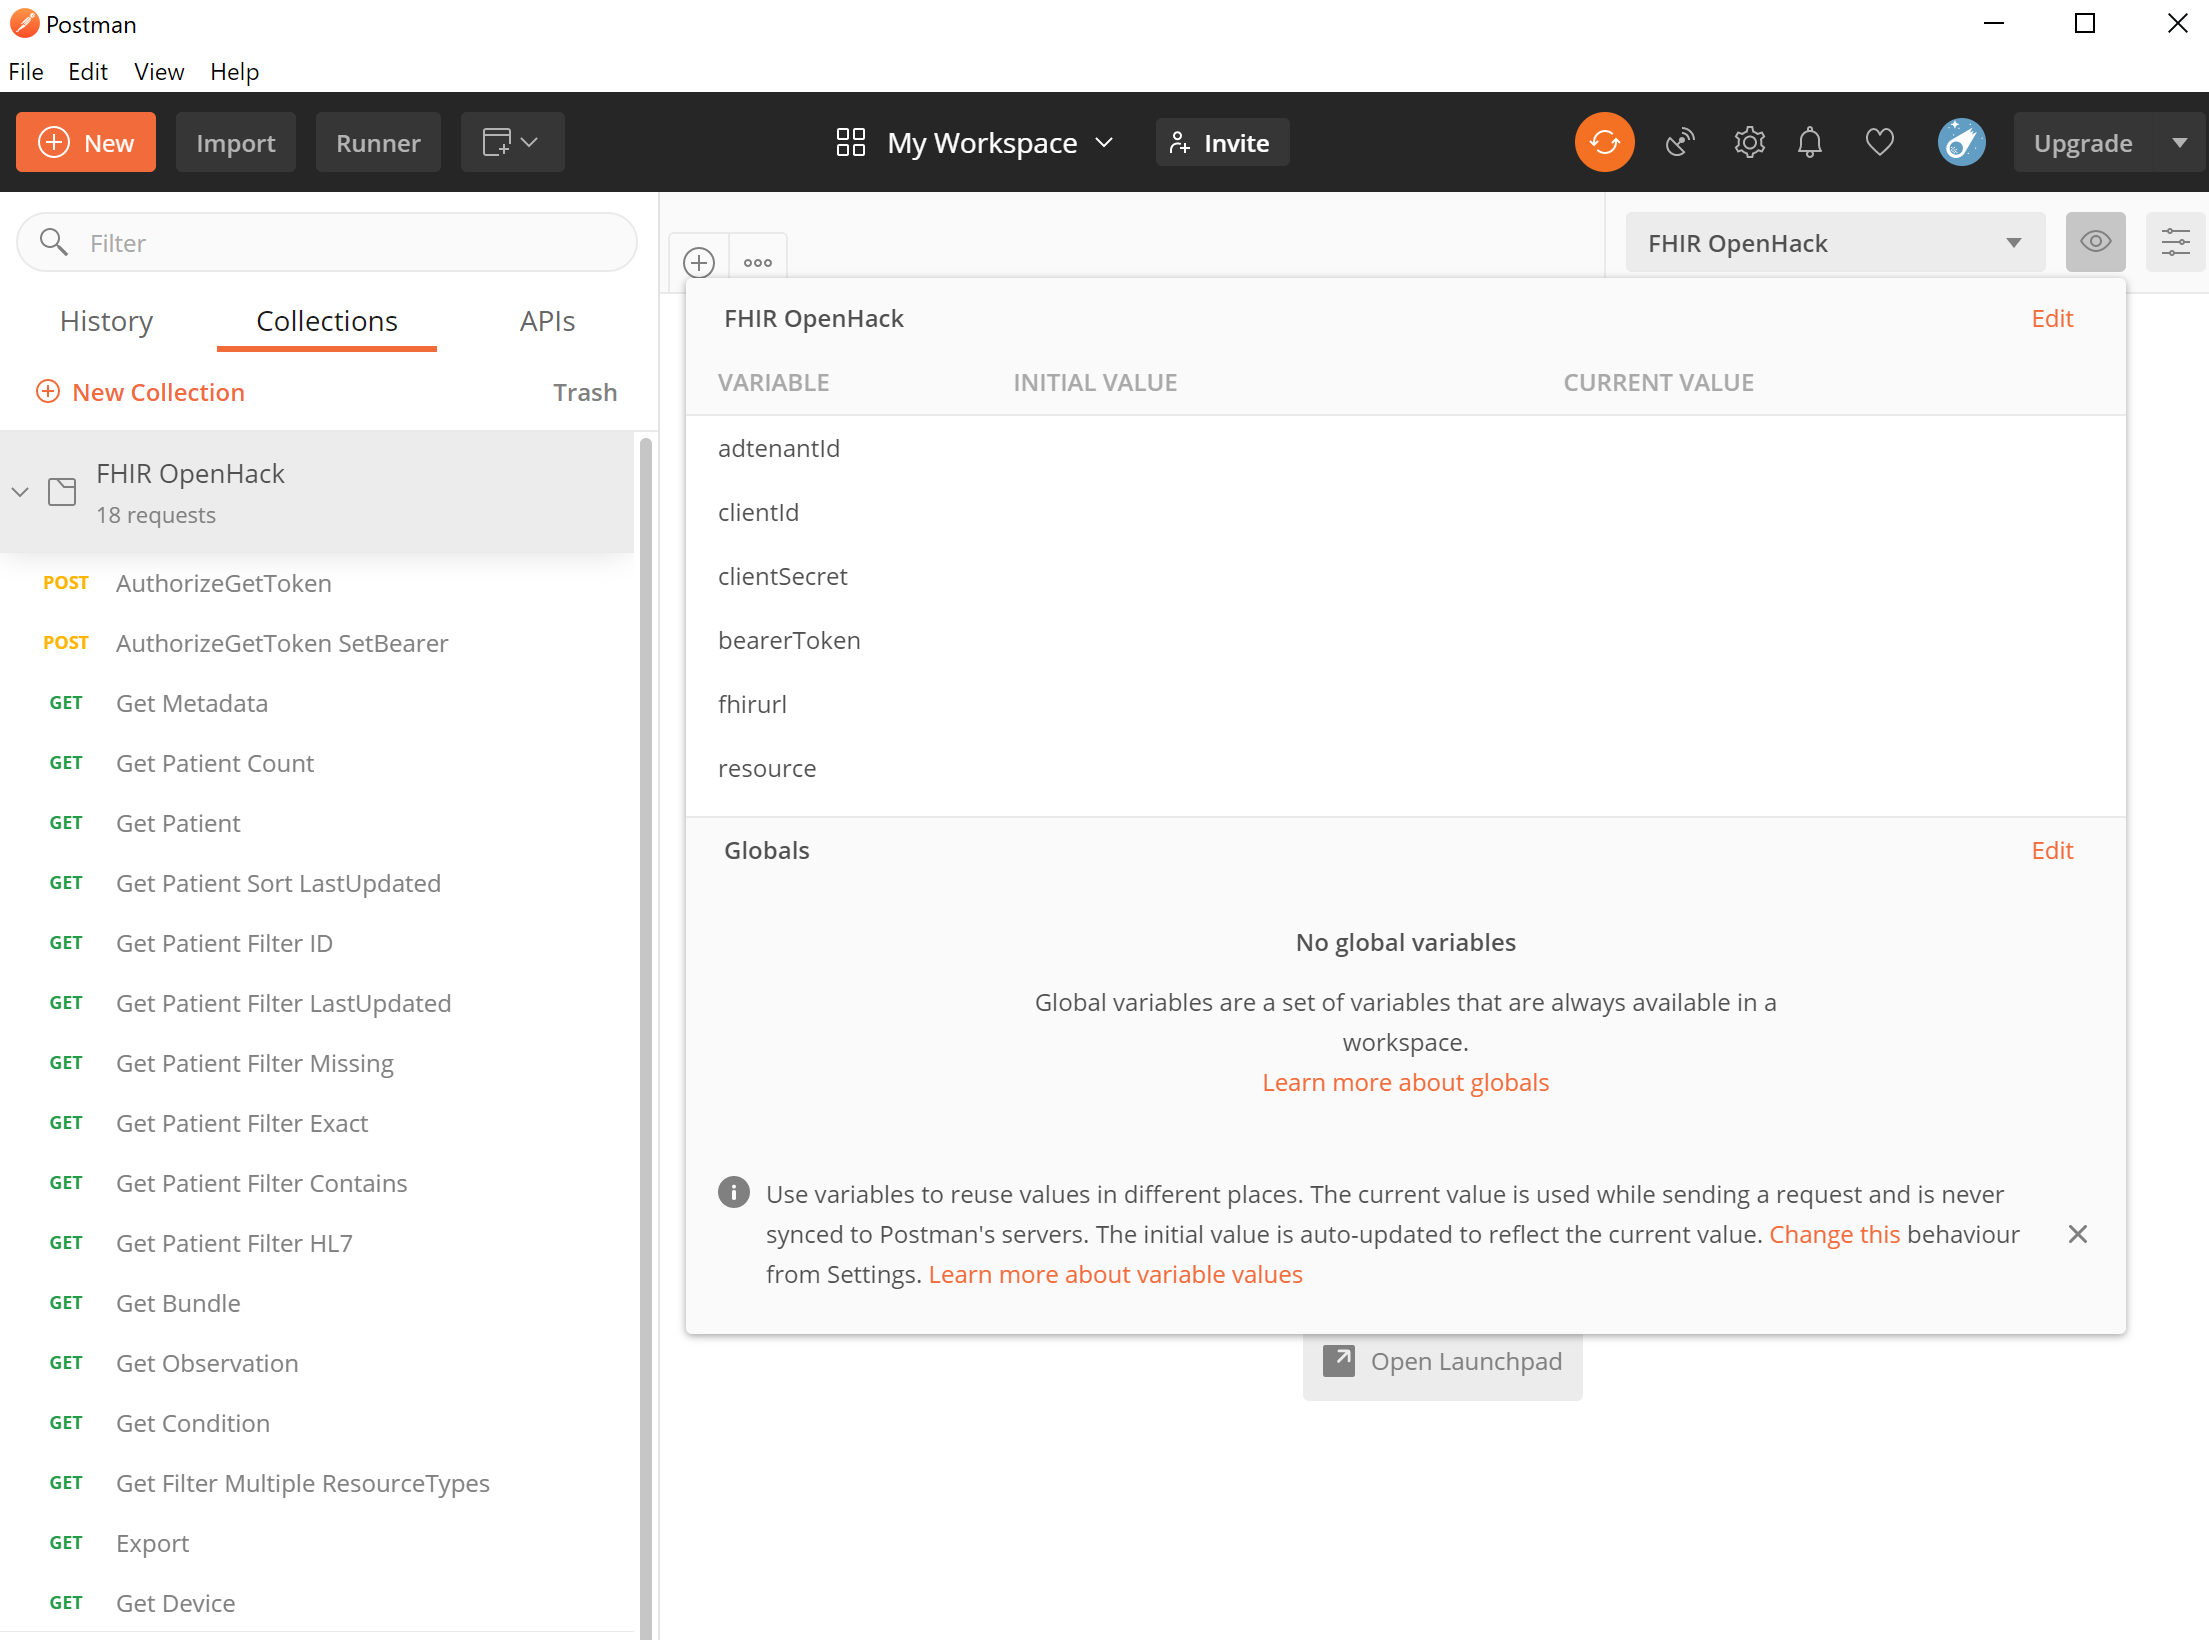 Postman
File Edit View Help
New Import Runner My Workspace Invite Upgrade
Filter
History Collections APIs
New Collection Trash
FHIR OpenHack
18 requests
POST AuthorizeGetToken
POST AuthorizeGetToken SetBearer
GET Get Metadata
GET Get Patient Count
GET Get Patient
GET Get Patient Sort LastUpdated
GET Get Patient Filter ID
GET Get Patient Filter LastUpdated
GET Get Patient Filter Missing
GET Get Patient Filter Exact
GET Get Patient Filter Contains
GET Get Patient Filter HL7
GET Get Bundle
GET Get Observation
GET Get Condition
GET Get Filter Multiple ResourceTypes
GET Export
GET Get Device
FHIR OpenHack
FHIR OpenHack Edit
VARIABLE INITIAL VALUE CURRENT VALUE
adtenantId
clientId
clientSecret
bearerToken
fhirurl
resource
Globals Edit
No global variables
Global variables are a set of variables that are always available in a
workspace.
Learn more about globals
Use variables to reuse values in different places. The current value is used while sending a request and is never
synced to Postman's servers. The initial value is auto-updated to reflect the current value. Change this behaviour
from Settings. Learn more about variable values
Open Launchpad